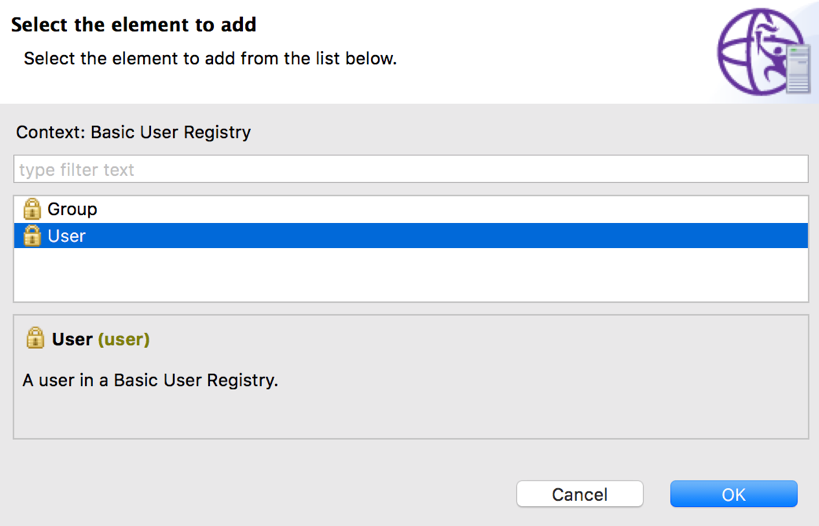 Select the element to add
Select the element to add from the list below.
Context: Basic User Registry
type filter text
Group
User
User (user)
A user in a Basic User Registry.
Cancel
OK